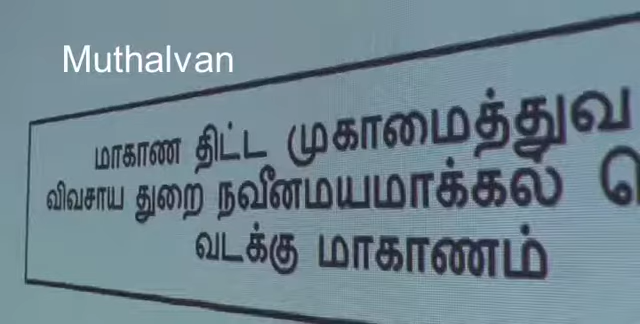 Muthalvan
மாகாண திட்ட முகாமைத்துவ
விவசாய துறை நவீனமயமாக்கல்
வடக்கு மாகாணம்